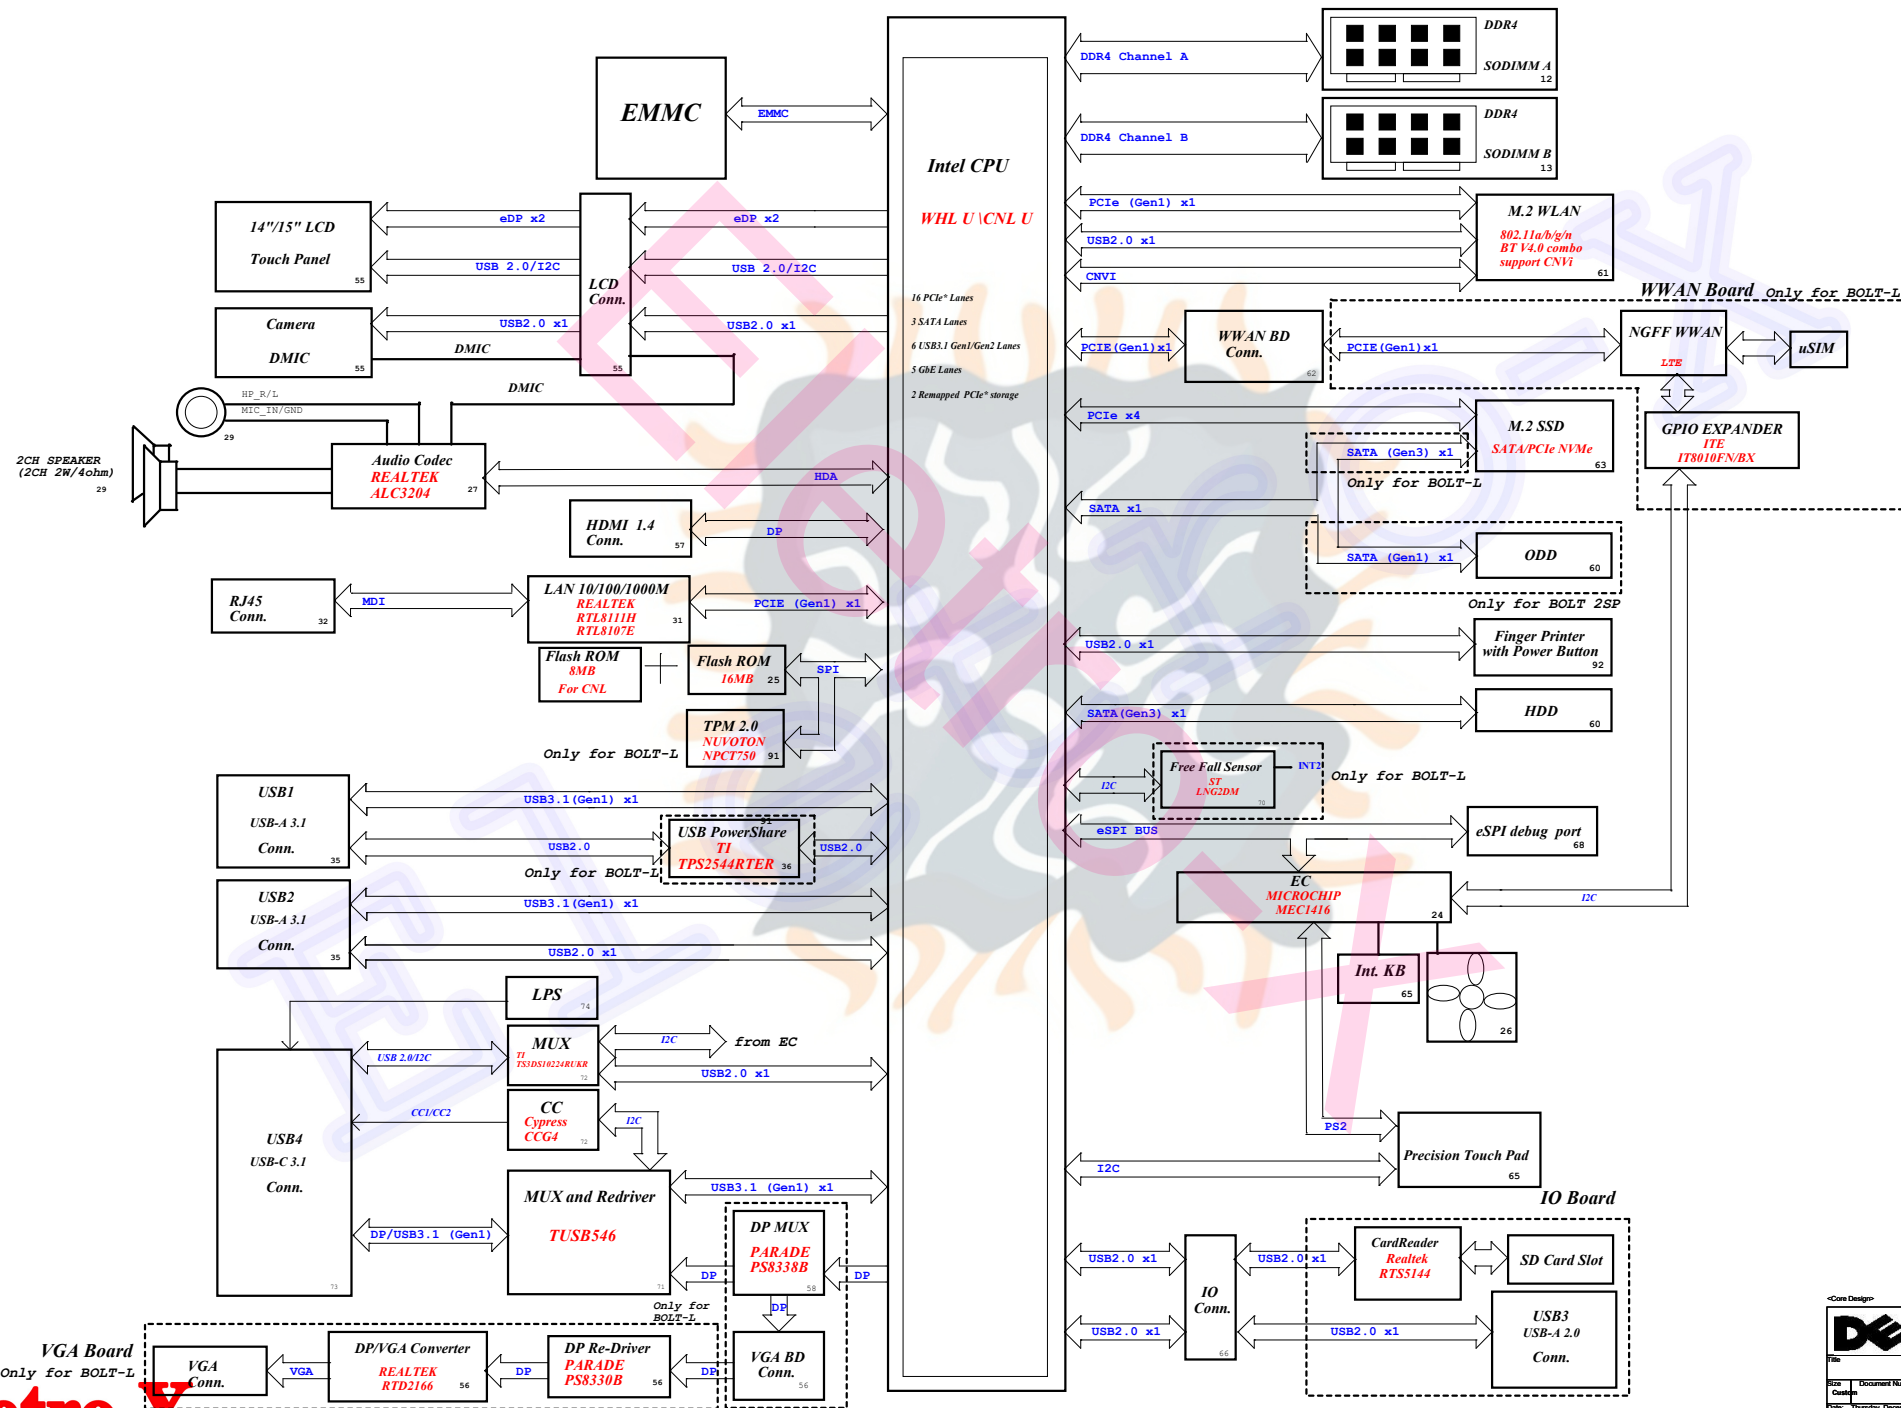 DDR4
SODIMM A
12
DDR4 Channel A
EMMC
EMMC
DDR4
SODIMM B
13
DDR4 Channel B
Intel CPU
WHL U \CNL U
16 PCIe* Lanes
3 SATA Lanes
6 USB3.1 Gen1/Gen2 Lanes
5 GbE Lanes
2 Remapped PCIe* storage
14"/15" LCD
Touch Panel
55
eDP x2
USB 2.0/I2C
LCD
Conn.
55
eDP x2
USB 2.0/I2C
Camera
DMIC
55
USB2.0 x1
DMIC
USB2.0 x1
DMIC
PCIe (Gen1) x1
USB2.0 x1
CNVI
M.2 WLAN
802.11a/b/g/n
BT V4.0 combo
support CNVi
61
WWAN Board Only for BOLT-L
PCIE(Gen1)x1
WWAN BD
Conn.
62
PCIE(Gen1)x1
NGFF WWAN
LTE
uSIM
GPIO EXPANDER
ITE
IT8010FN/BX
HP_R/L
MIC_IN/GND
29
2CH SPEAKER
(2CH 2W/4ohm)
29
Audio Codec
REALTEK
ALC3204
27
HDA
PCIe x4
M.2 SSD
SATA/PCIe NVMe
63
SATA (Gen3) x1
Only for BOLT-L
SATA x1
SATA (Gen1) x1
ODD
60
Only for BOLT 2SP
HDMI 1.4
Conn.
57
DP
RJ45
Conn.
32
MDI
LAN 10/100/1000M
REALTEK
RTL8111H
RTL8107E
31
PCIE (Gen1) x1
Flash ROM
8MB
For CNL
Flash ROM
16MB
25
SPI
Only for BOLT-L
TPM 2.0
NUVOTON
NPCT750
91
USB2.0 x1
Finger Printer
with Power Button
92
SATA(Gen3) x1
HDD
60
I2C
Free Fall Sensor
ST
LNG2DM
70
INT2
Only for BOLT-L
eSPI BUS
eSPI debug port
68
USB1
USB-A 3.1
Conn.
35
USB3.1(Gen1) x1
USB2.0
91
USB PowerShare
TI
TPS2544RTER
36
USB2.0
Only for BOLT-L
USB2
USB-A 3.1
Conn.
35
USB3.1(Gen1) x1
USB2.0 x1
EC
MICROCHIP
MEC1416
24
I2C
Int. KB
65
26
LPS
74
MUX
TI
TS3DS10224RUKR
72
USB 2.0/I2C
I2C
from EC
USB2.0 x1
CC
Cypress
CCG4
72
CC1/CC2
I2C
USB4
USB-C 3.1
Conn.
73
MUX and Redriver
TUSB546
71
DP/USB3.1 (Gen1)
USB3.1 (Gen1) x1
DP
DP MUX
PARADE
PS8338B
58
DP
DP
Only for
BOLT-L
PS2
I2C
Precision Touch Pad
65
IO Board
USB2.0 x1
USB2.0 x1
IO
Conn.
66
USB2.0 x1
CardReader
Realtek
RTS5144
SD Card Slot
USB2.0 x1
USB3
USB-A 2.0
Conn.
VGA Board
Only for BOLT-L
VGA
Conn.
VGA
DP/VGA Converter
REALTEK
RTD2166
56
DP
DP Re-Driver
PARADE
PS8330B
56
DP
VGA BD
Conn.
56
<Core Design>
Title
Size
Custom